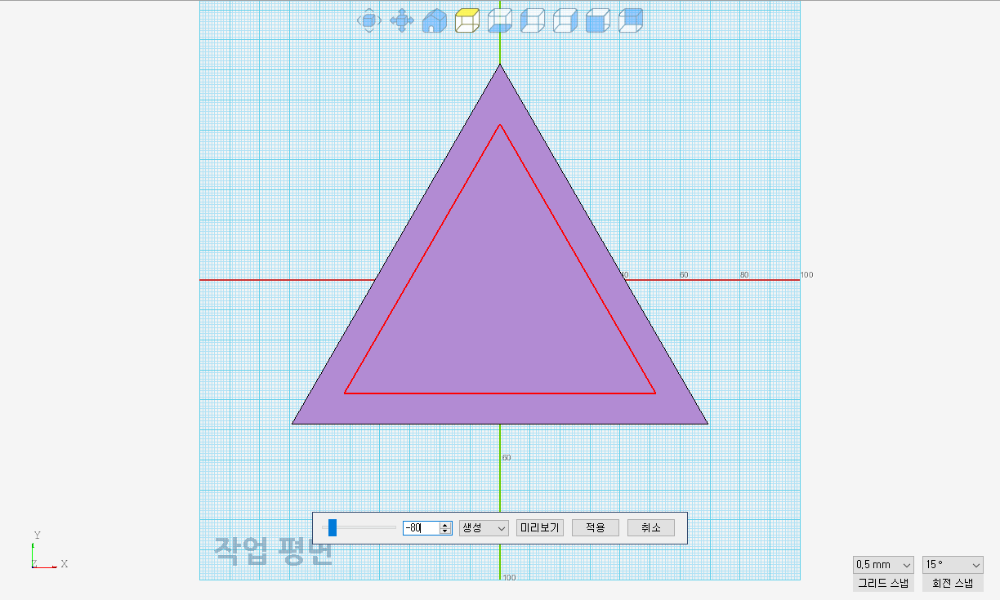 40 60 80 100
60
-80 생성 미리보기 적용 취소
작업 평면
100
Y
Z X
0.5 mm 15°
그리드 스냅 회전 스냅